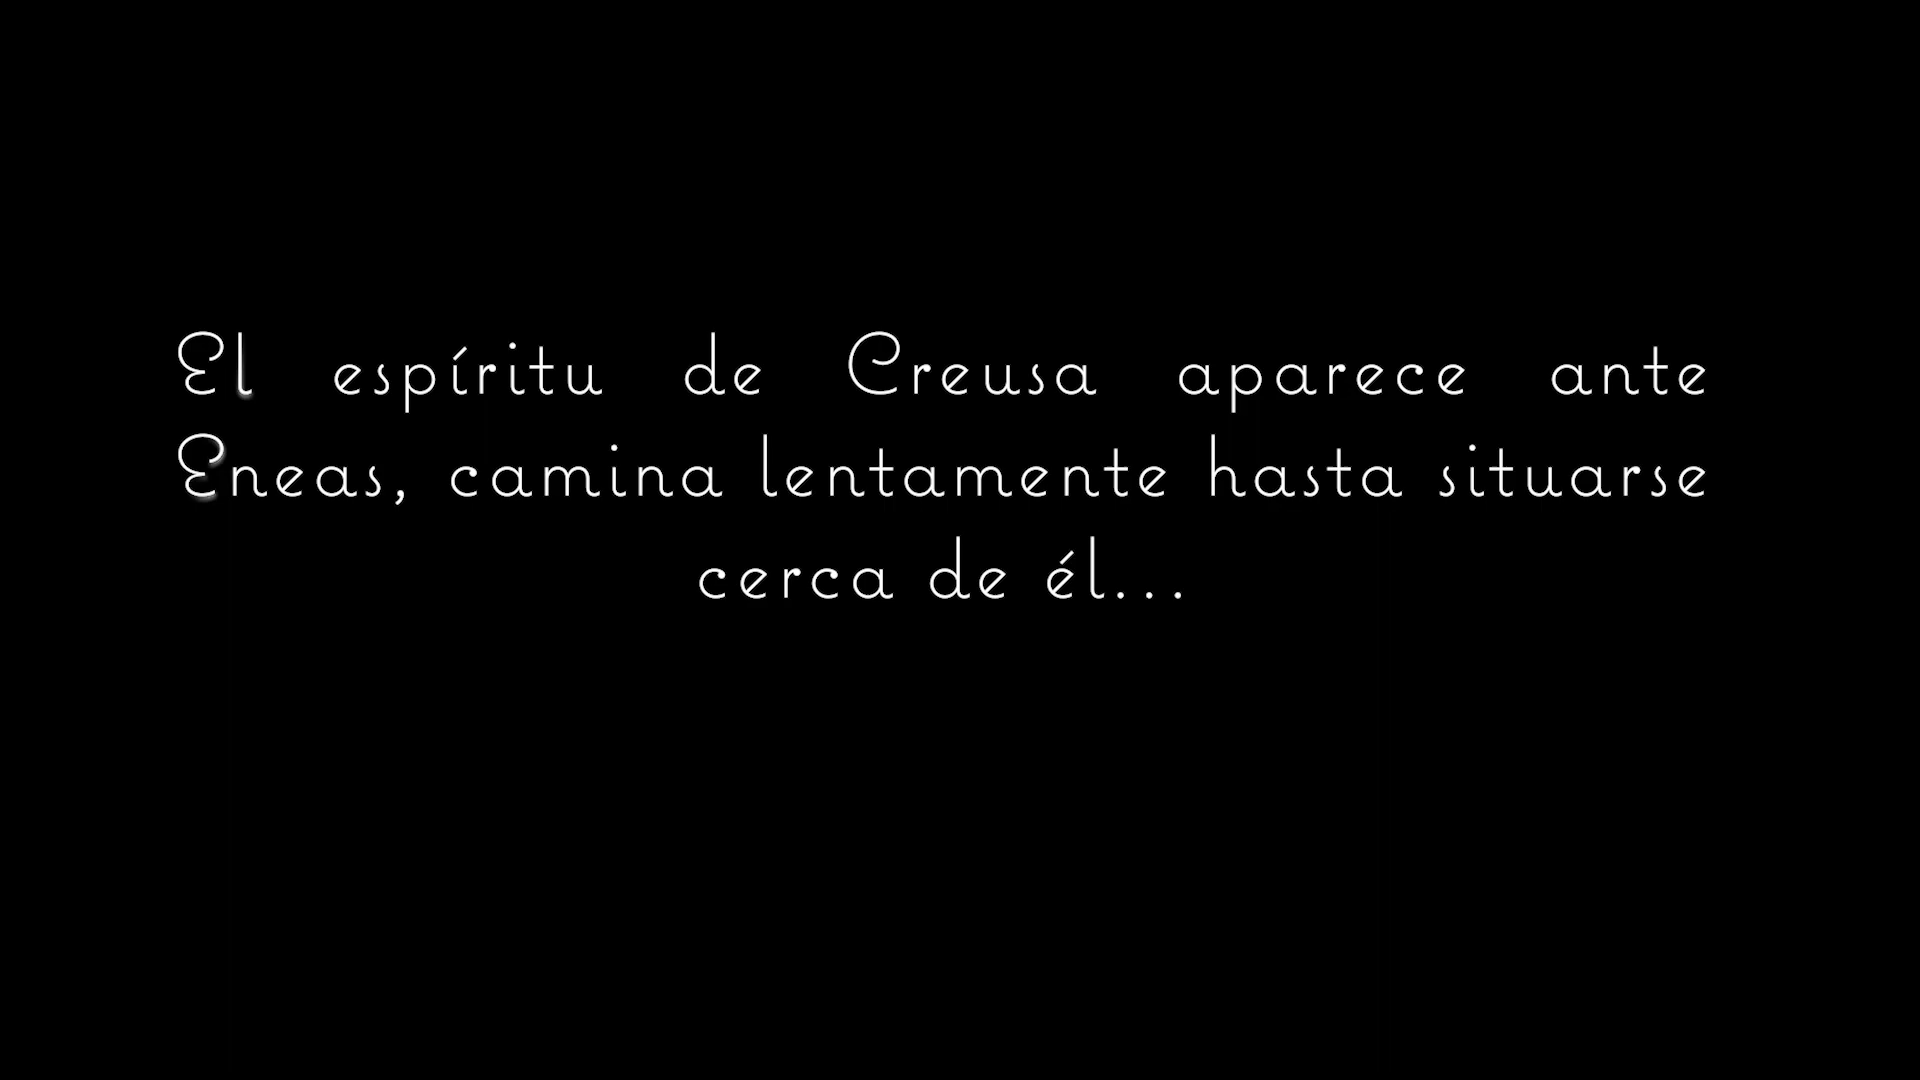 El espíritu de Creusa aparece ante
Eneas, camina lentamente hasta situarse
cerca de él...